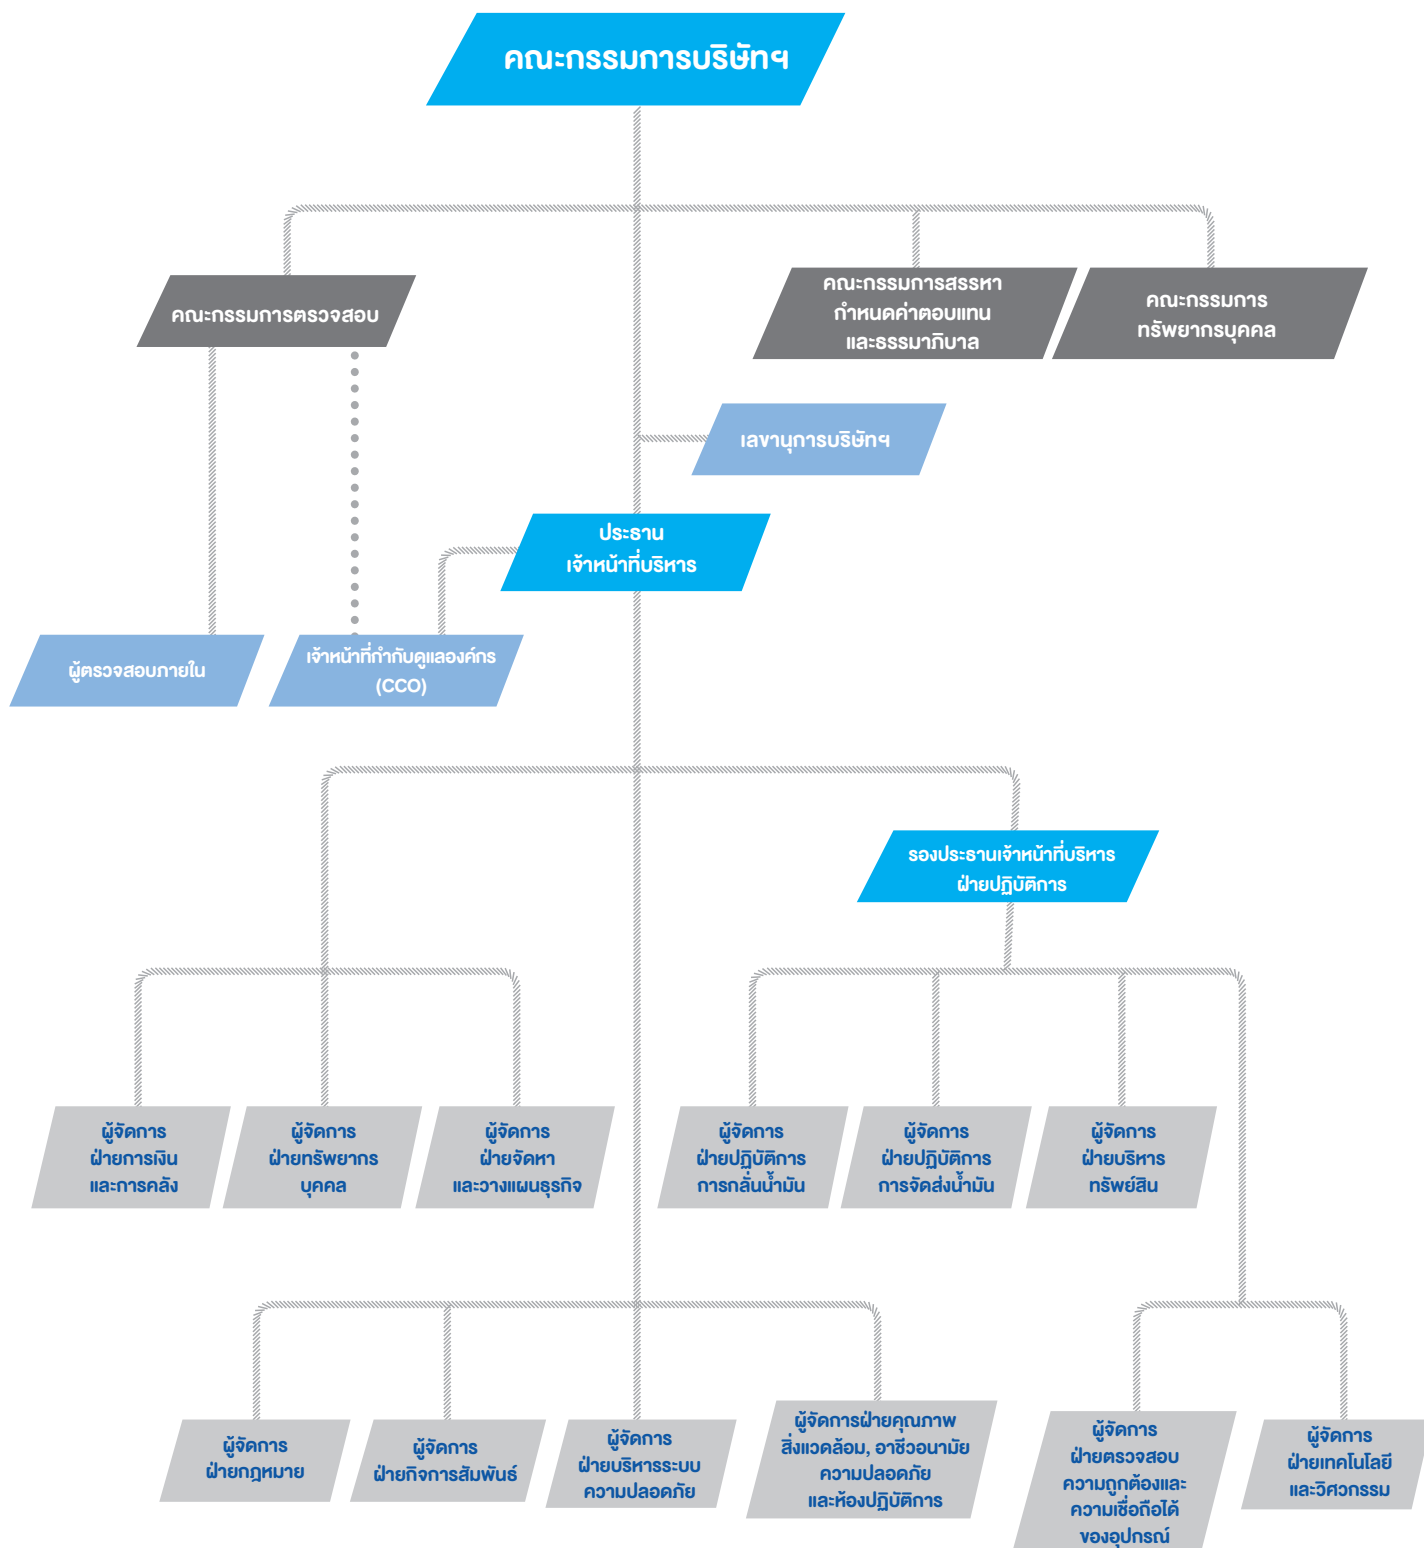 คณะกรรมการบริษัทฯ
คณะกรรมการตรวจสอบ
คณะกรรมการสรรหา
กำหนดค่าตอบแทน
และธรรมาภิบาล
คณะกรรมการ
ทรัพยากรบุคคล
เลขานุการบริษัทฯ
ประธาน
เจ้าหน้าที่บริหาร
ผู้ตรวจสอบภายใน
เจ้าหน้าที่กำกับดูแลองค์กร
(CCO)
รองประธานเจ้าหน้าที่บริหาร
ฝ่ายปฏิบัติการ
ผู้จัดการ
ฝ่ายการเงิน
และการคลัง
ผู้จัดการ
ฝ่ายทรัพยากร
บุคคล
ผู้จัดการ
ฝ่ายจัดหา
และวางแผนธุรกิจ
ผู้จัดการ
ฝ่ายปฏิบัติการ
การกลั่นน้ำมัน
ผู้จัดการ
ฝ่ายปฏิบัติการ
การจัดส่งน้ำมัน
ผู้จัดการ
ฝ่ายบริหาร
ทรัพย์สิน
ผู้จัดการ
ฝ่ายกฎหมาย
ผู้จัดการ
ฝ่ายกิจการสัมพันธ์
ผู้จัดการ
ฝ่ายบริหารระบบ
ความปลอดภัย
ผู้จัดการฝ่ายคุณภาพ
สิ่งแวดล้อม, อาชีวอนามัย
ความปลอดภัย
และห้องปฏิบัติการ
ผู้จัดการ
ฝ่ายตรวจสอบ
ความถูกต้องและ
ความเชื่อถือได้
ของอุปกรณ์
ผู้จัดการ
ฝ่ายเทคโนโลยี
และวิศวกรรม